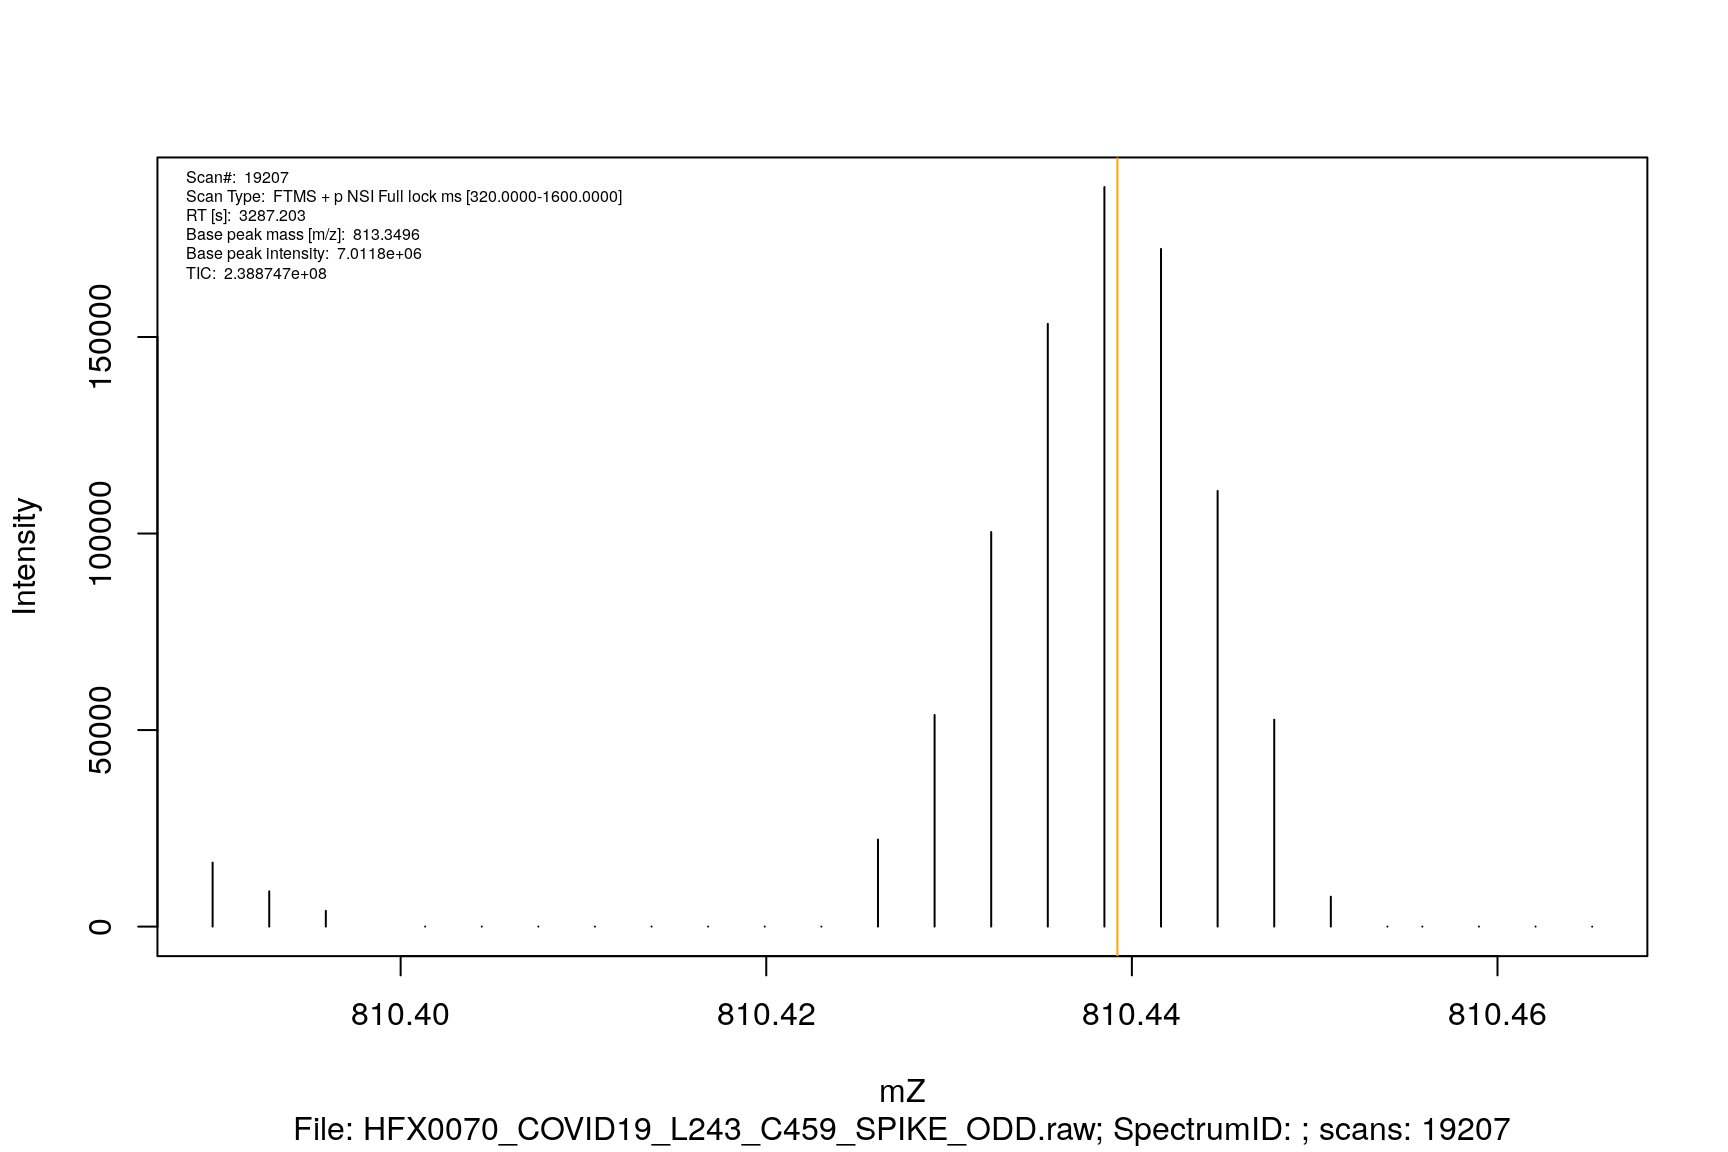 Scan#: 19207
Scan Type: FTMS + p NSI Full lock ms [320.0000-1600.0000]
RT [s]: 3287.203
Base peak mass [m/z]: 813.3496
Base peak intensity: 7.0118e+06
TIC: 2.388747e+08
150000
100000
50000
0
Intensity
810.40 810.42 810.44 810.46
mZ
File: HFX0070_COVID19_L243_C459_SPIKE_ODD.raw; SpectrumID: ; scans: 19207